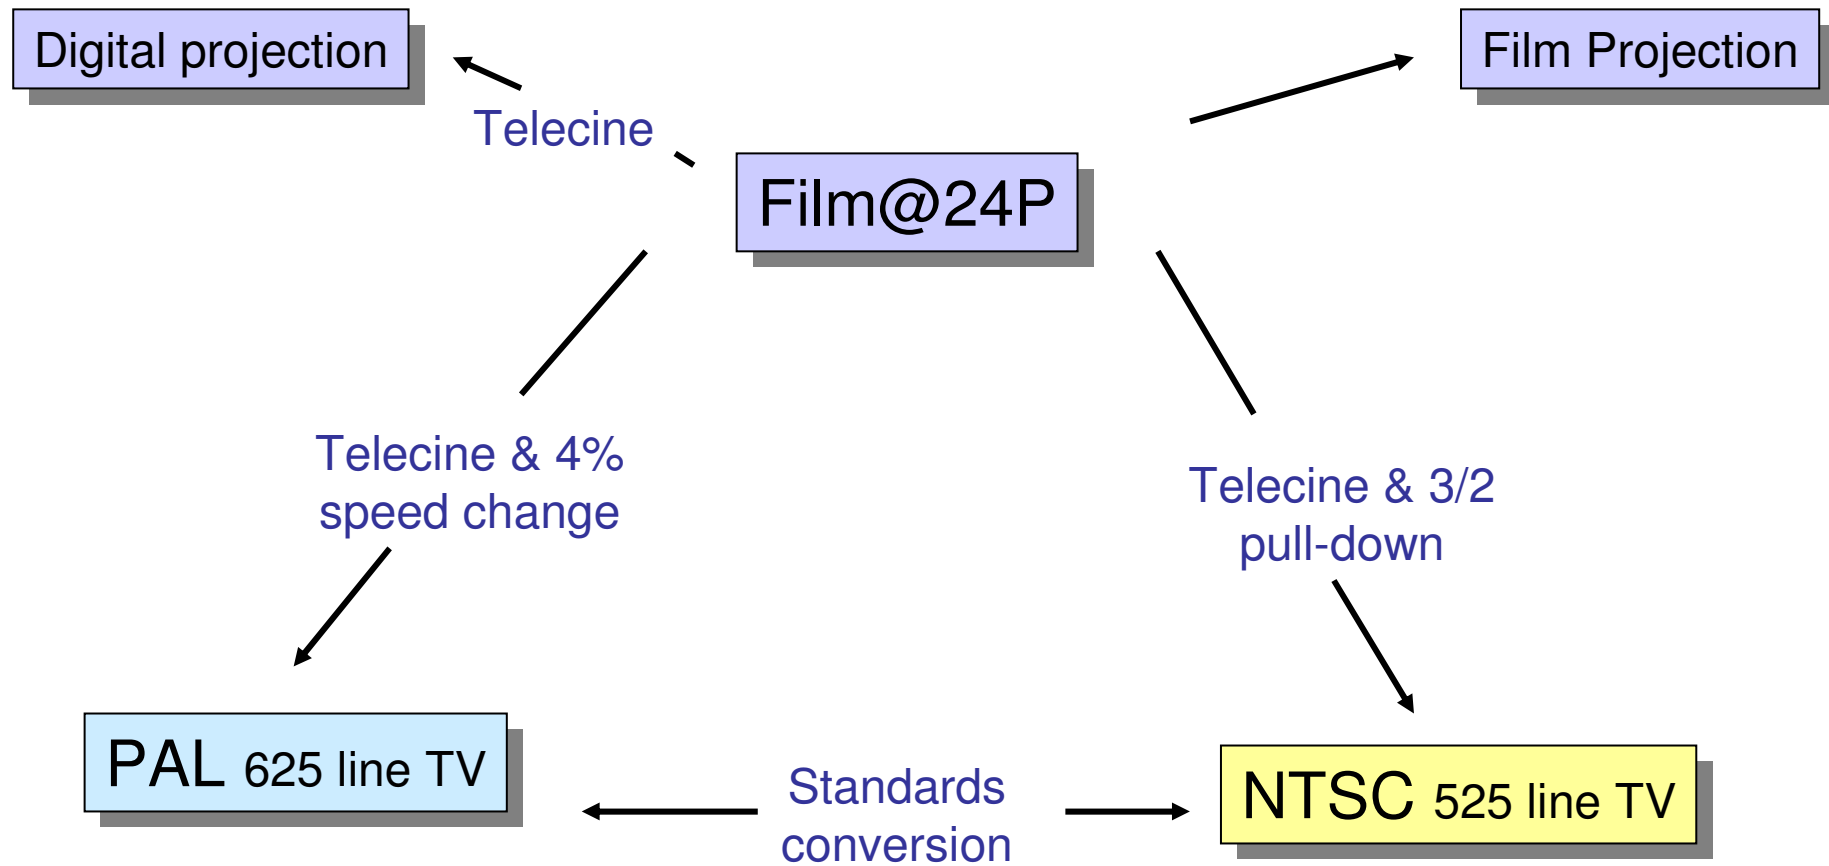 Digital projection
Film Projection
Telecine
Film@24P
Telecine & 4%
speed change
Telecine & 3/2
pull-down
PAL 625 line TV
Standards
conversion
NTSC 525 line TV